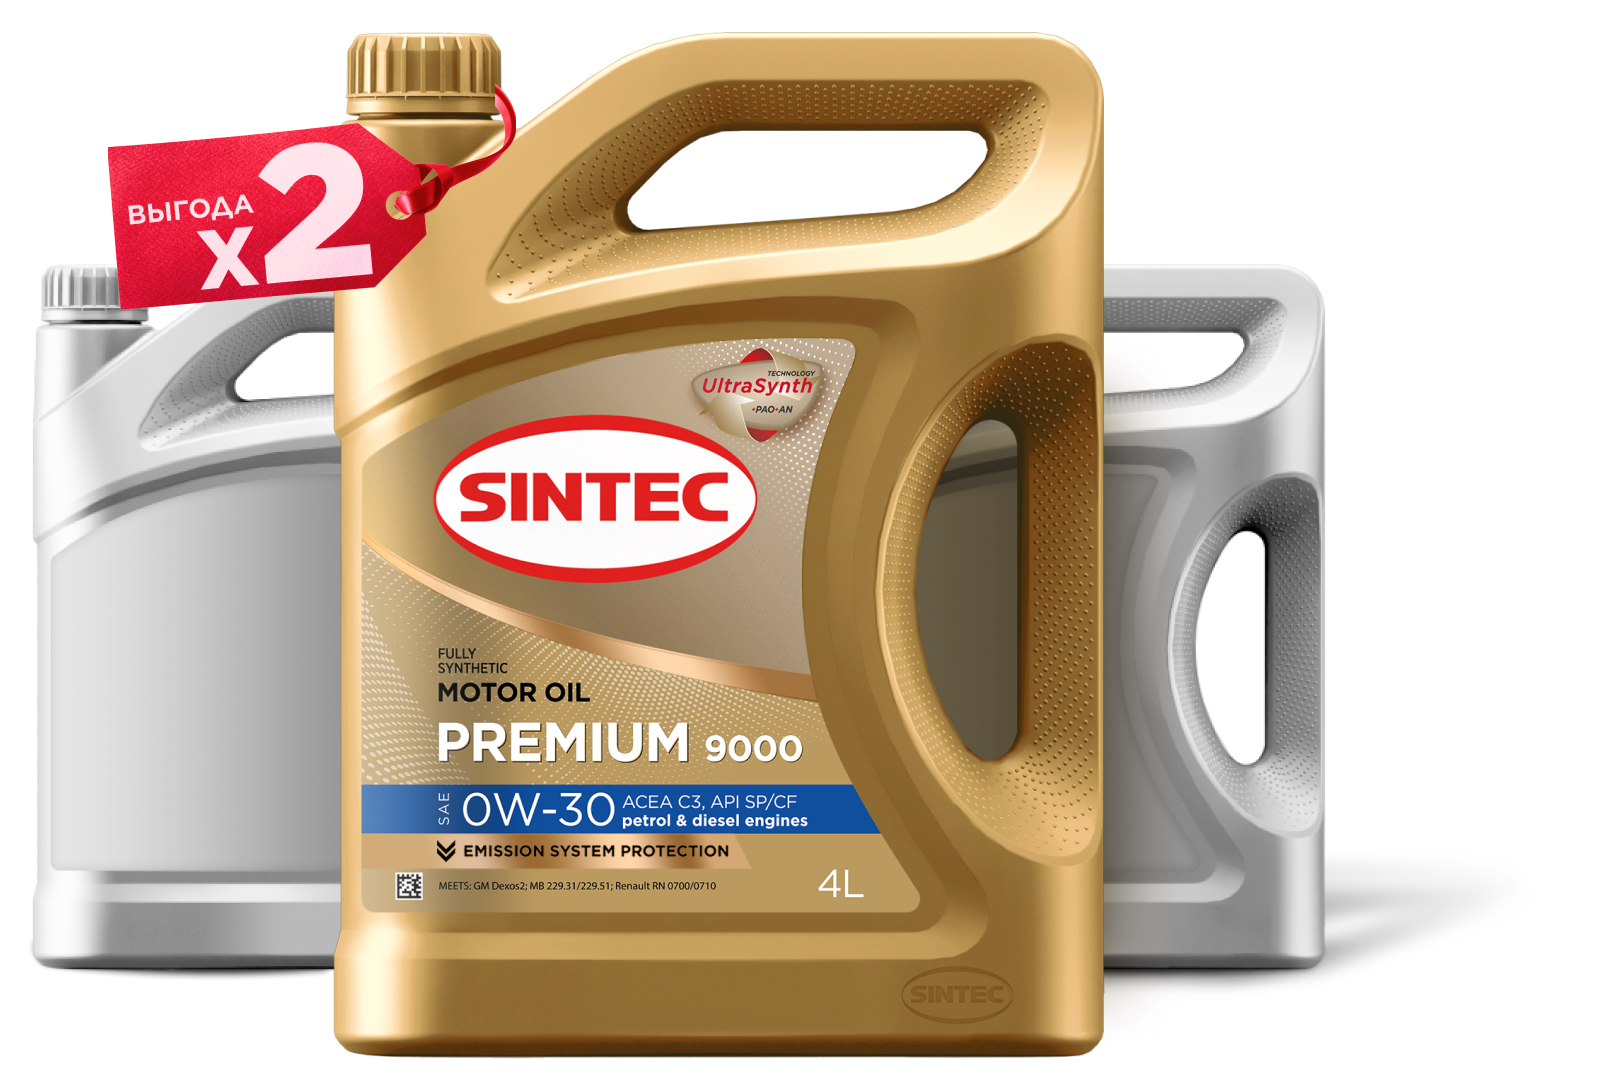 ВЫГОДА
x2
TECHNOLOGY
UltraSynth
•PAO•AN
SINTEC
FULLY
SYNTHETIC
MOTOR OIL
PREMIUM 9000
SAE 0W-30 ACEA C3, API SP/CF
petrol & diesel engines
EMISSION SYSTEM PROTECTION
MEETS: GM Dexos2; MB 229.31/229.51; Renault RN 0700/0710
4L
SINTEC